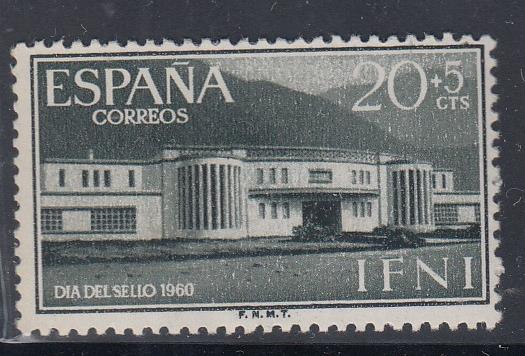 ESPAÑA
CORREOS
20+5
CTS
DIA DEL SELLO 1960
IFNI
F.N.M.T.